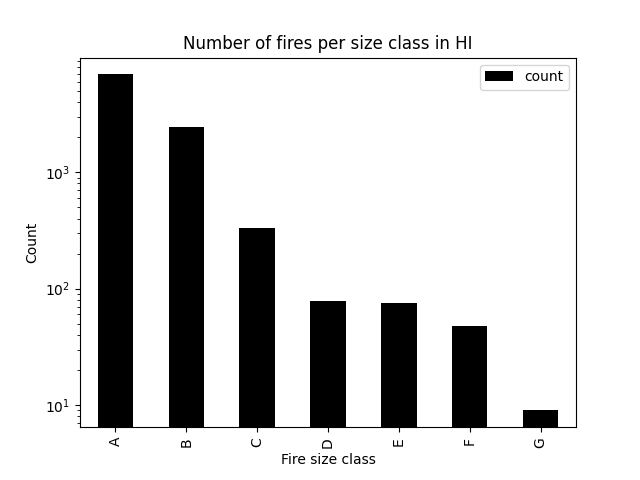 Number of fires per size class in HI
count
Count
10³
10²
10¹
A B C D E F G
Fire size class